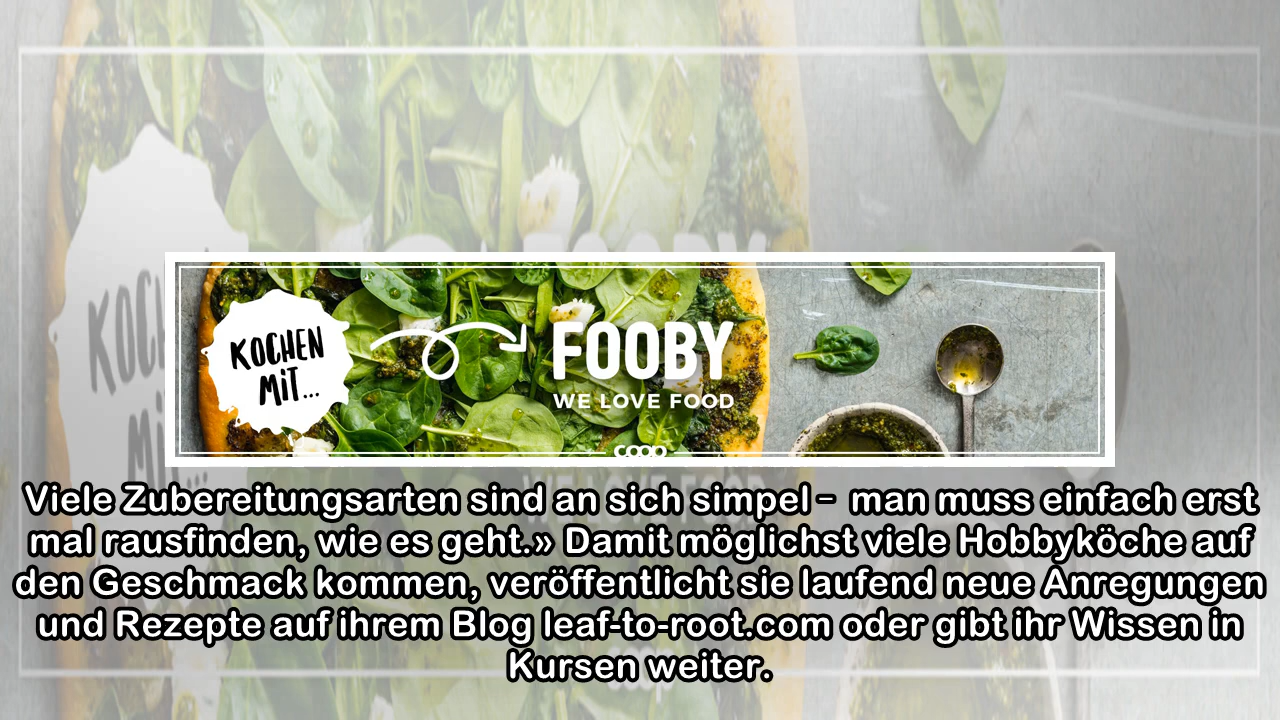 KOCHEN
MIT...
FOOBY
WE LOVE FOOD
coop
Viele Zubereitungsarten sind an sich simpel – man muss einfach erst
mal rausfinden, wie es geht.» Damit möglichst viele Hobbyköche auf
den Geschmack kommen, veröffentlicht sie laufend neue Anregungen
und Rezepte auf ihrem Blog leaf-to-root.com oder gibt ihr Wissen in
Kursen weiter.